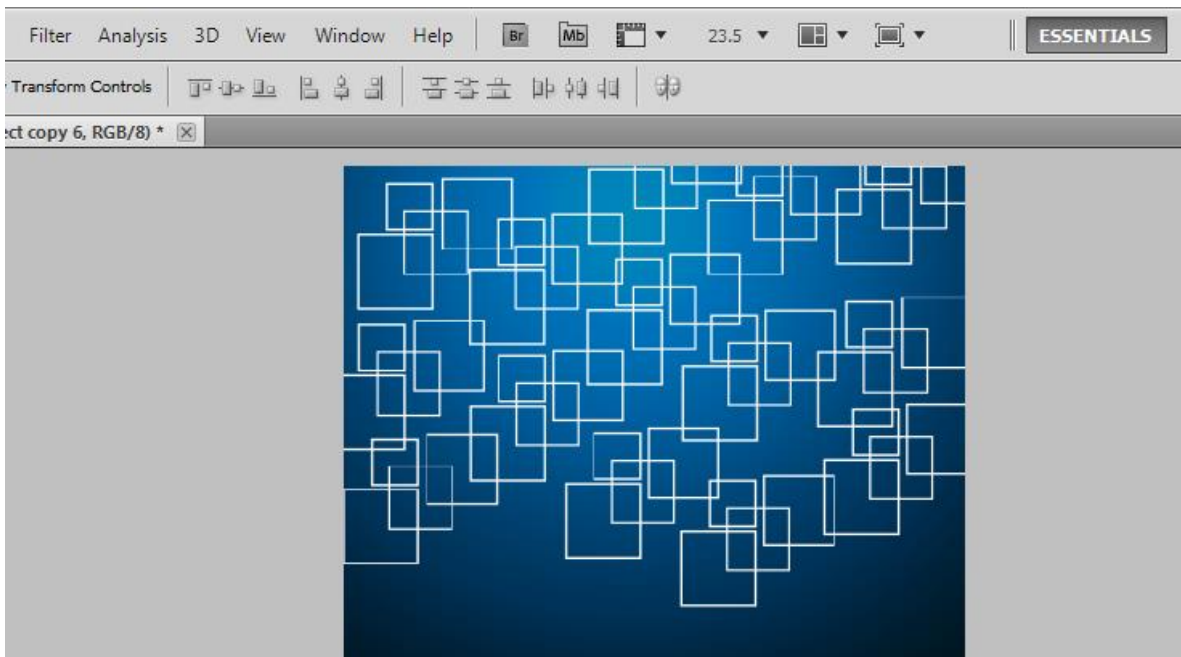 Filter Analysis 3D View Window Help Br Mb 23.5 ESSENTIALS
Transform Controls
ect copy 6, RGB/8) *